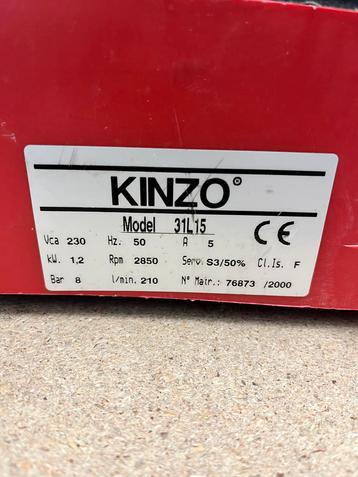 KINZO®
Model 31L15
Vca 230 Hz. 50 A 5 CE
kW. 1,2 Rpm 2850 Serv. S3/50% Cl.Is. F
Bar 8 l/min. 210 N° Matr.: 76873 /2000